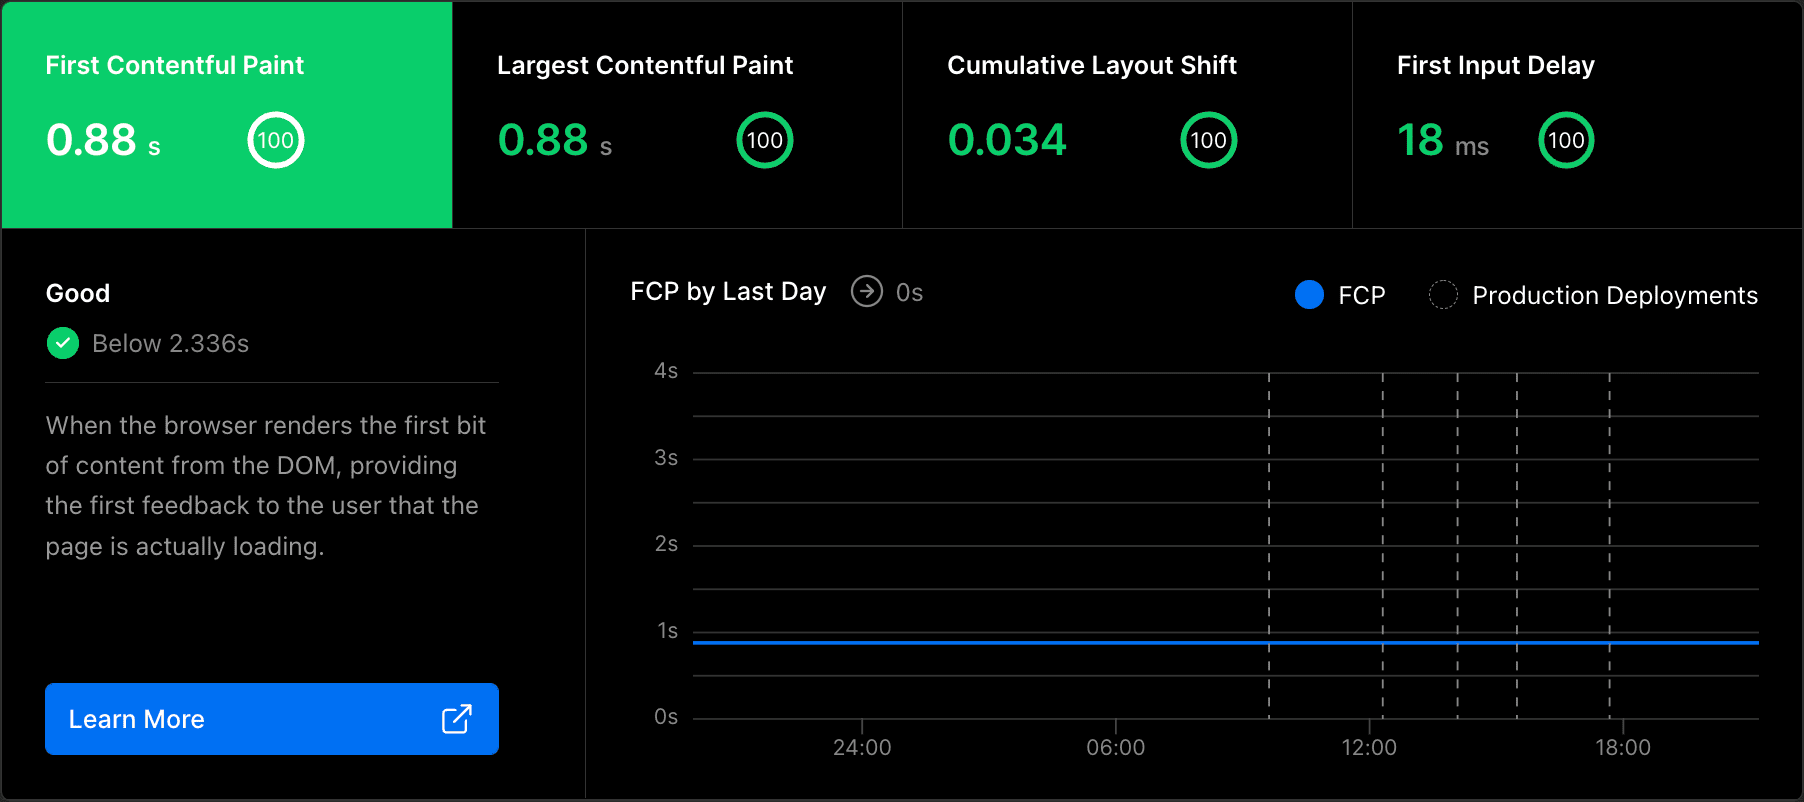 First Contentful Paint
0.88 s
100
Largest Contentful Paint
0.88 s
100
Cumulative Layout Shift
0.034
100
First Input Delay
18 ms
100
Good
Below 2.336s
When the browser renders the first bit
of content from the DOM, providing
the first feedback to the user that the
page is actually loading.
Learn More
FCP by Last Day
0s
FCP
Production Deployments
4s
3s
2s
1s
0s
24:00
06:00
12:00
18:00